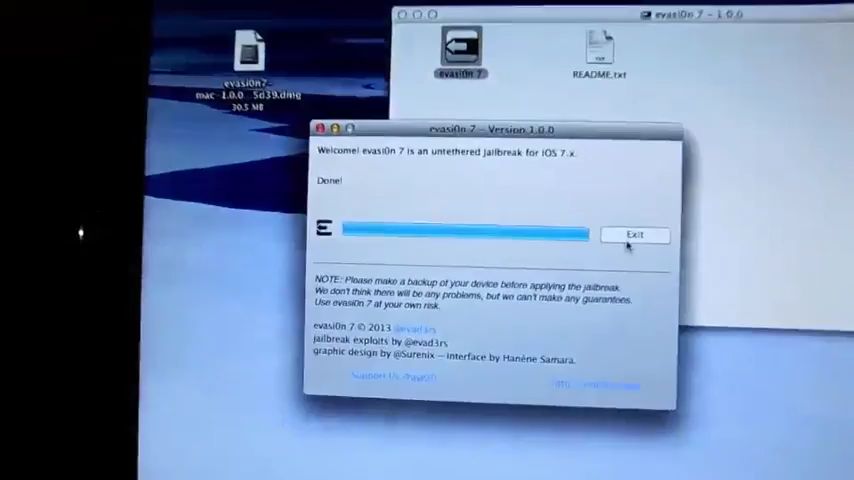 evasi0n 7 - 1.0.0
evasi0n7-
mac-1.0.0
5d39.dmg
30.5 MB
evasi0n 7
README.txt
evasi0n 7 - Version 1.0.0
Welcome! evasi0n 7 is an untethered jailbreak for iOS 7.x.
Done!
Exit
NOTE: Please make a backup of your device before applying the jailbreak.
We don't think there will be any problems, but we can't make any guarantees.
Use evasi0n 7 at your own risk.
evasi0n 7 © 2013 @evad3rs
jailbreak exploits by @evad3rs
graphic design by @Surenix — interface by Hanène Samara.
Support Us